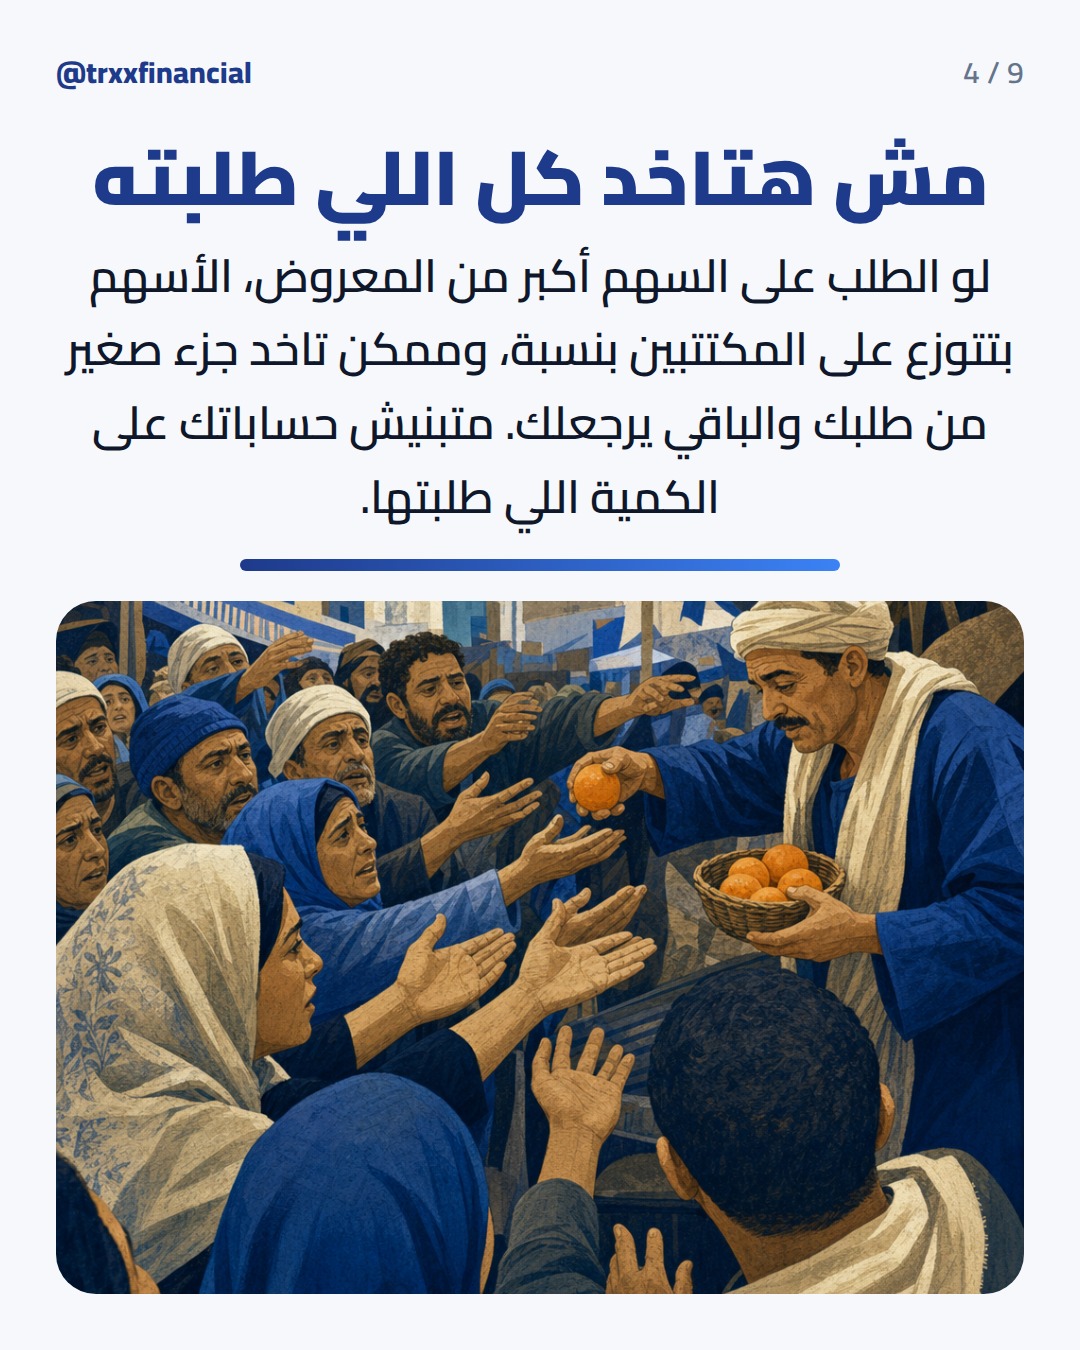 @trxxfinancial
4 / 9
مش هتاخد كل اللي طلبته
لو الطلب على السهم أكبر من المعروض، الأسهم
بتتوزع على المكتتبين بنسبة، وممكن تاخد جزء صغير
من طلبك والباقي يرجعلك. متبنيش حساباتك على
الكمية اللي طلبتها.